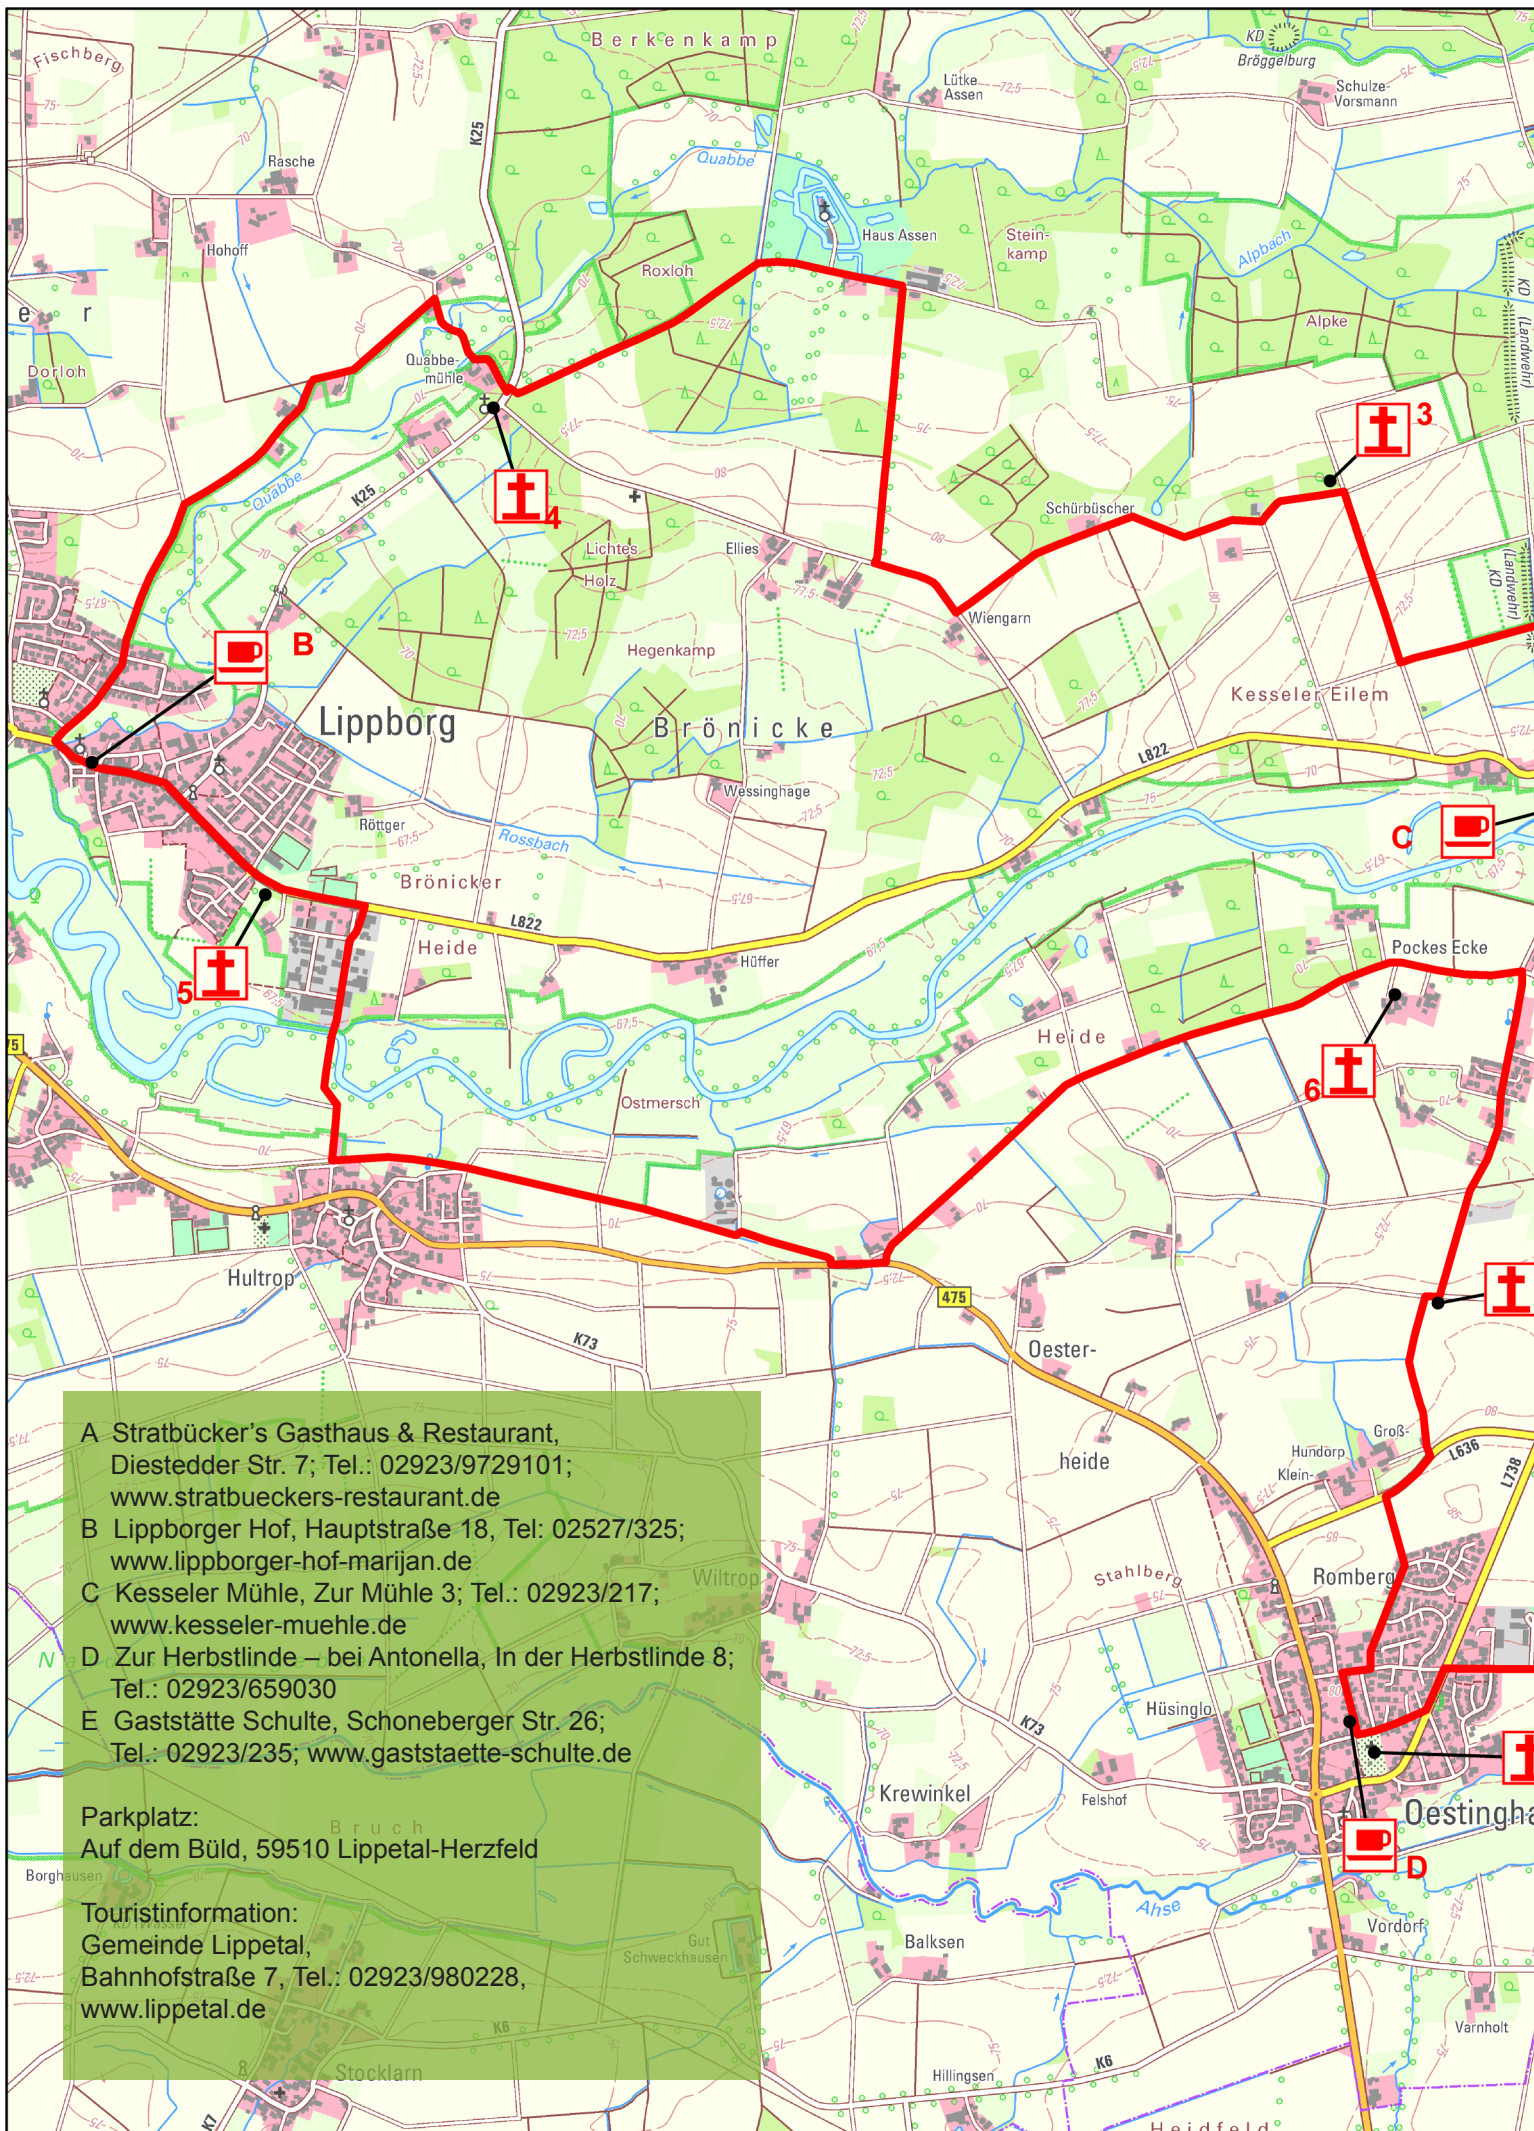 Berkenkamp
Fischberg
KD
Bröggelburg
Lütke
Assen
Schulze-
Vorsmann
K25
Rasche
Quabbe
Hohoff
Haus Assen
Stein-
kamp
Alpbach
Roxloh
KD
(Landwehr)
e r
Alpke
Dorloh
Quabbe-
mühle
3
4
Quabbe
K25
Schürbüscher
Lichtes
Holz
Ellies
(Landwehr)
KD
Wiengarn
B
Hegenkamp
Kesseler Eilem
Lippborg
Brönicke
L822
Wessinghage
Röttger
Rossbach
C
Brönicker
Heide
L822
Hüffer
Pockes Ecke
5
Heide
6
Ostmersch
Hultrop
475
K73
Oester-
heide
Groß-
Hundorp
Klein-
L636
L738
Stahlberg
Romberg
Wiltrop
Hüsinglo
K73
Krewinkel
Felshof
Oestingha
D
Ahse
Vordorf
Balksen
Varnholt
Hillingsen
K6
Heidfeld
A Stratbücker's Gasthaus & Restaurant,
Diestedder Str. 7; Tel.: 02923/9729101;
www.stratbueckers-restaurant.de
B Lippborger Hof, Hauptstraße 18, Tel: 02527/325;
www.lippborger-hof-marijan.de
C Kesseler Mühle, Zur Mühle 3; Tel.: 02923/217;
www.kesseler-muehle.de
D Zur Herbstlinde – bei Antonella, In der Herbstlinde 8;
Tel.: 02923/659030
E Gaststätte Schulte, Schoneberger Str. 26;
Tel.: 02923/235; www.gaststaette-schulte.de
Parkplatz:
Auf dem Büld, 59510 Lippetal-Herzfeld
Touristinformation:
Gemeinde Lippetal,
Bahnhofstraße 7, Tel.: 02923/980228,
www.lippetal.de
Bruch
Borghausen
Gut
Schweckhausen
K6
Stocklarn
K7